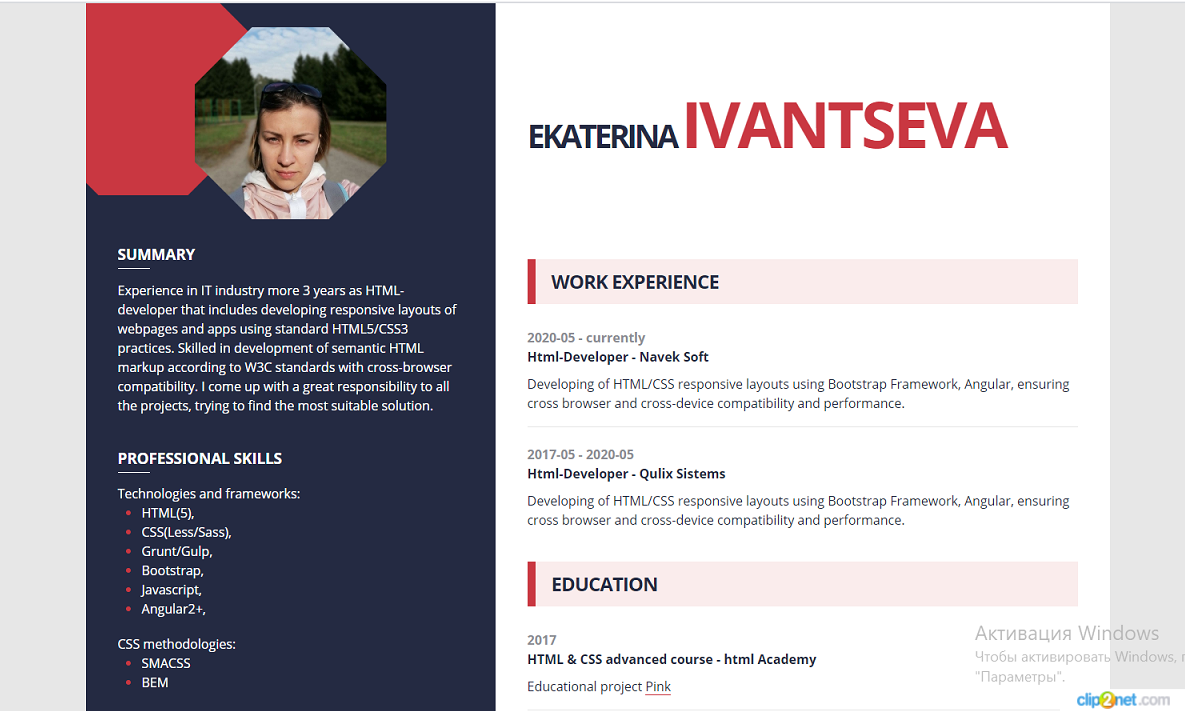 EKATERINA IVANTSEVA
SUMMARY
Experience in IT industry more 3 years as HTML-
developer that includes developing responsive layouts of
webpages and apps using standard HTML5/CSS3
practices. Skilled in development of semantic HTML
markup according to W3C standards with cross-browser
compatibility. I come up with a great responsibility to all
the projects, trying to find the most suitable solution.
PROFESSIONAL SKILLS
Technologies and frameworks:
HTML(5),
CSS(Less/Sass),
Grunt/Gulp,
Bootstrap,
Javascript,
Angular2+,
CSS methodologies:
SMACSS
BEM
WORK EXPERIENCE
2020-05 - currently
Html-Developer - Navek Soft
Developing of HTML/CSS responsive layouts using Bootstrap Framework, Angular, ensuring
cross browser and cross-device compatibility and performance.
2017-05 - 2020-05
Html-Developer - Qulix Sistems
Developing of HTML/CSS responsive layouts using Bootstrap Framework, Angular, ensuring
cross browser and cross-device compatibility and performance.
EDUCATION
2017
HTML & CSS advanced course - html Academy
Educational project Pink
Активация Windows
Чтобы активировать Windows,
"Параметры".
clip2net.com